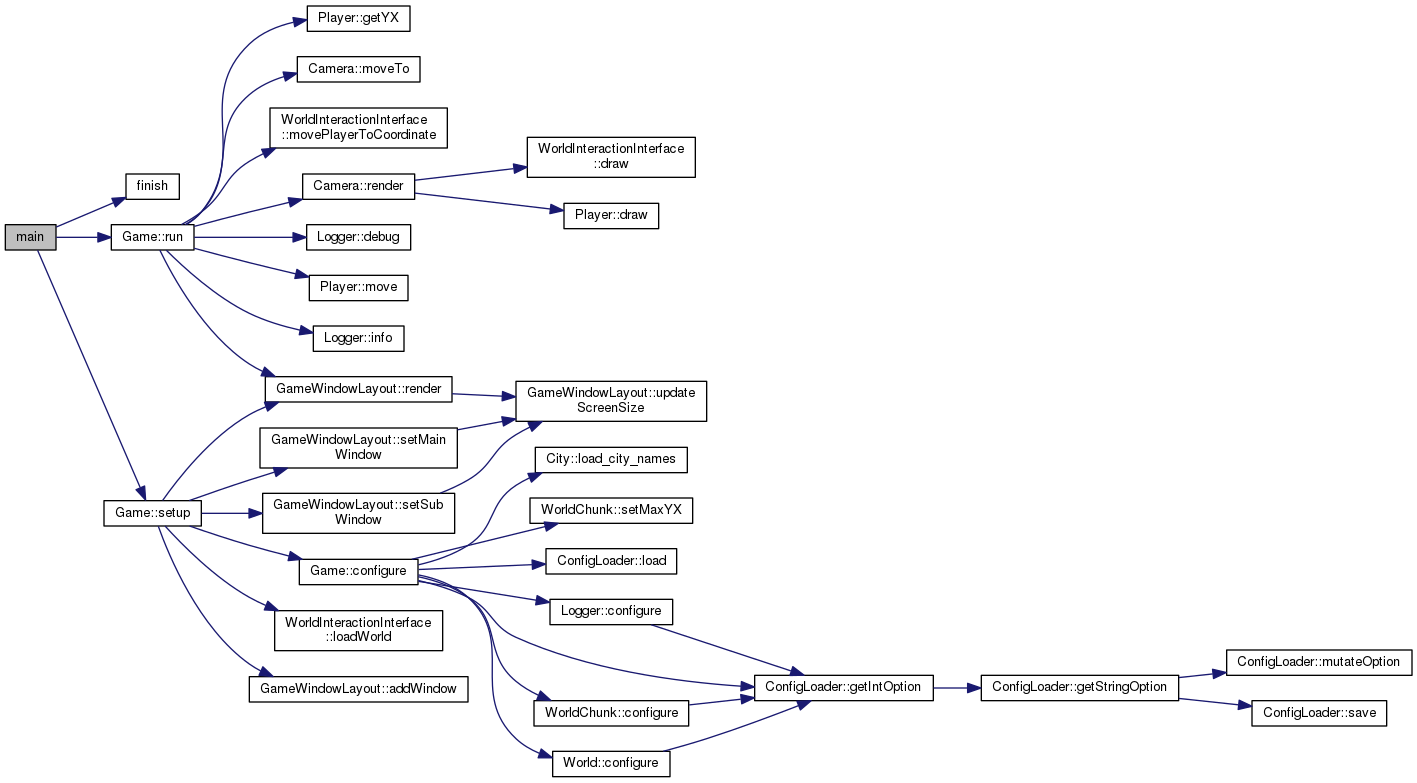 Player::getYX
Camera::moveTo
WorldInteractionInterface
::movePlayerToCoordinate
WorldInteractionInterface
::draw
finish
Camera::render
Player::draw
main
Game::run
Logger::debug
Player::move
Logger::info
GameWindowLayout::render
GameWindowLayout::update
ScreenSize
GameWindowLayout::setMain
Window
City::load_city_names
Game::setup
GameWindowLayout::setSub
Window
WorldChunk::setMaxYX
Game::configure
ConfigLoader::load
Logger::configure
WorldInteractionInterface
::loadWorld
ConfigLoader::mutateOption
GameWindowLayout::addWindow
ConfigLoader::getIntOption
ConfigLoader::getStringOption
WorldChunk::configure
ConfigLoader::save
World::configure